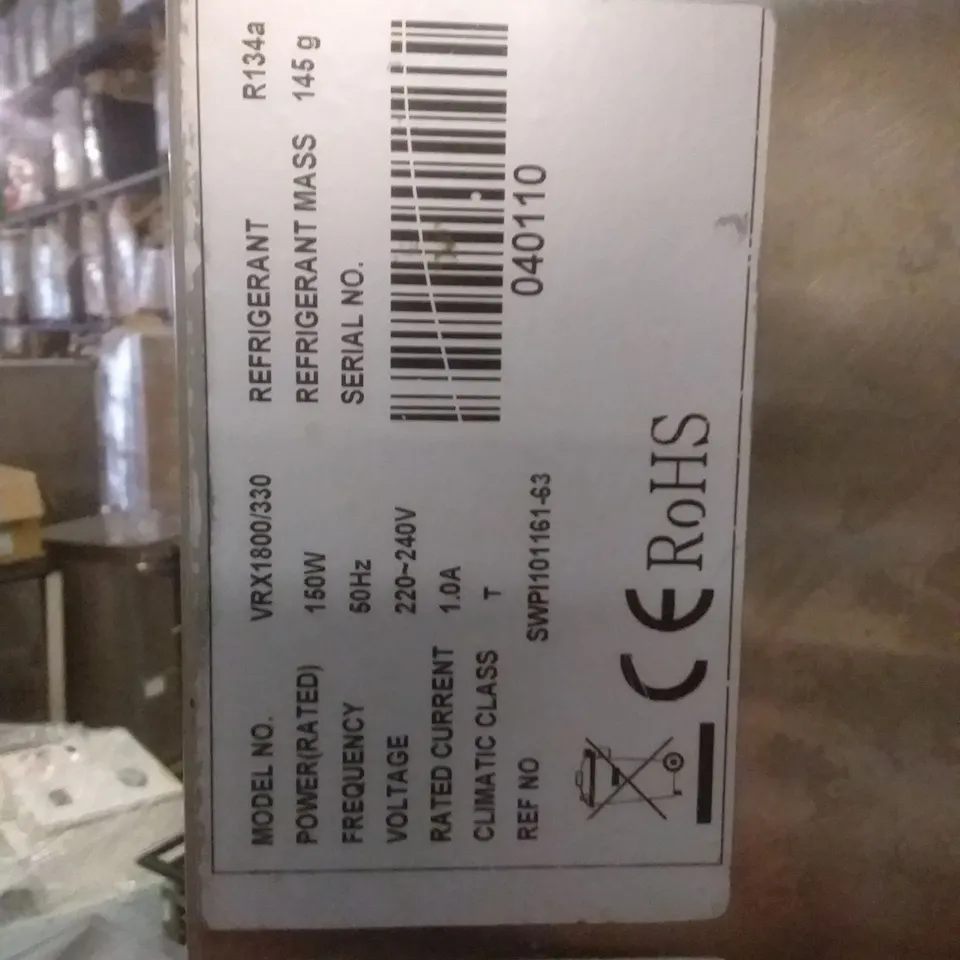 MODEL NO. VRX1800/330
POWER(RATED) 150W
FREQUENCY 50Hz
VOLTAGE 220~240V
RATED CURRENT 1.0A
CLIMATIC CLASS T
REF NO SWPI101161-63
REFRIGERANT R134a
REFRIGERANT MASS 145 g
SERIAL NO.
040110
CE RoHS